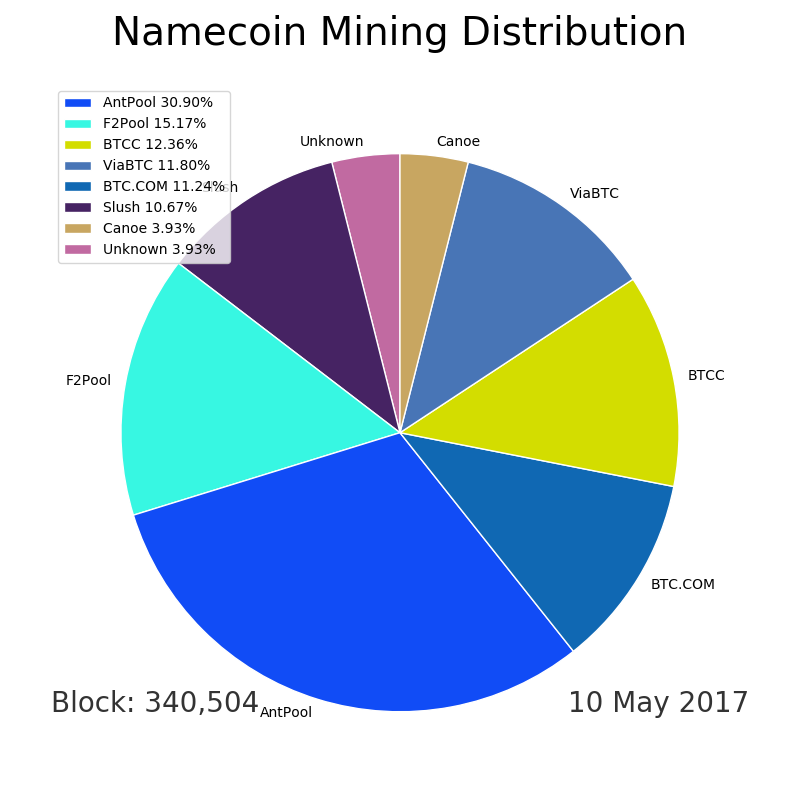 Namecoin Mining Distribution
AntPool 30.90%
F2Pool 15.17%
BTCC 12.36%
ViaBTC 11.80%
BTC.COM 11.24%
Slush 10.67%
Canoe 3.93%
Unknown 3.93%
Unknown
Canoe
ViaBTC
F2Pool
BTCC
BTC.COM
AntPool
Block: 340,504
10 May 2017